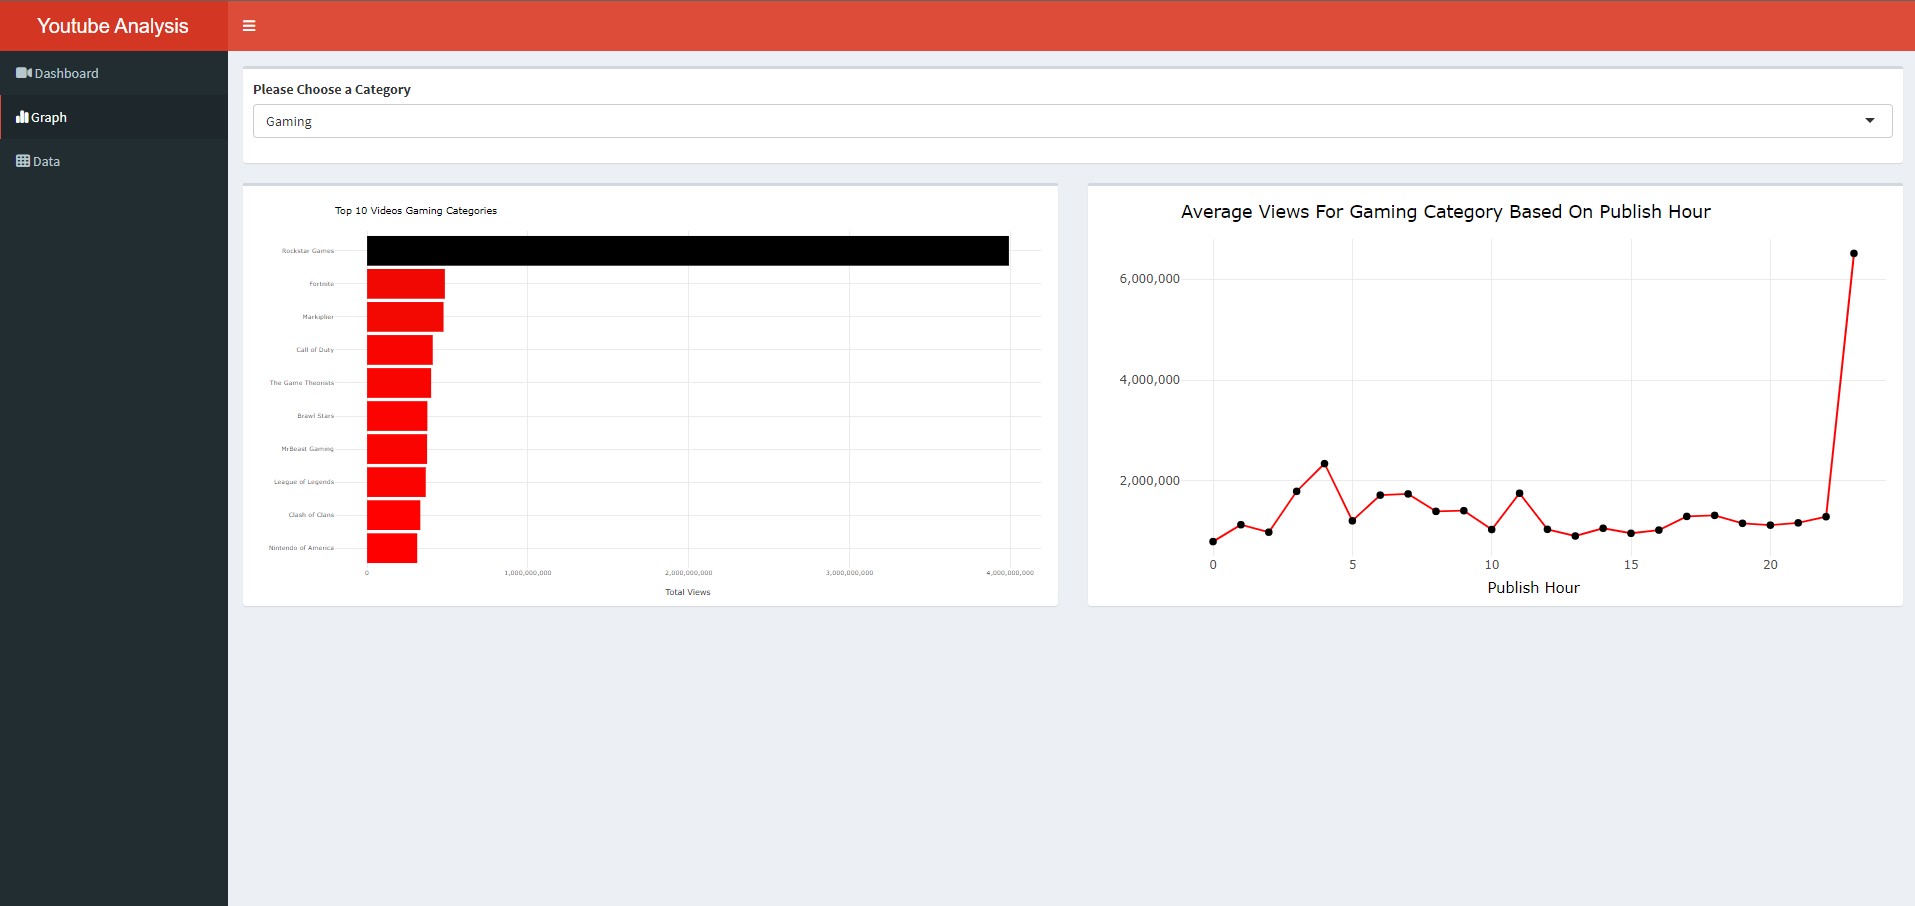 Youtube Analysis
Dashboard
Graph
Data
Please Choose a Category
Gaming
Top 10 Videos Gaming Categories
Rockstar Games
Fortnite
Markiplier
Call of Duty
The Game Theorists
Brawl Stars
MrBeast Gaming
League of Legends
Clash of Clans
Nintendo of America
0 1,000,000,000 2,000,000,000 3,000,000,000 4,000,000,000
Total Views
Average Views For Gaming Category Based On Publish Hour
6,000,000
4,000,000
2,000,000
0 5 10 15 20
Publish Hour